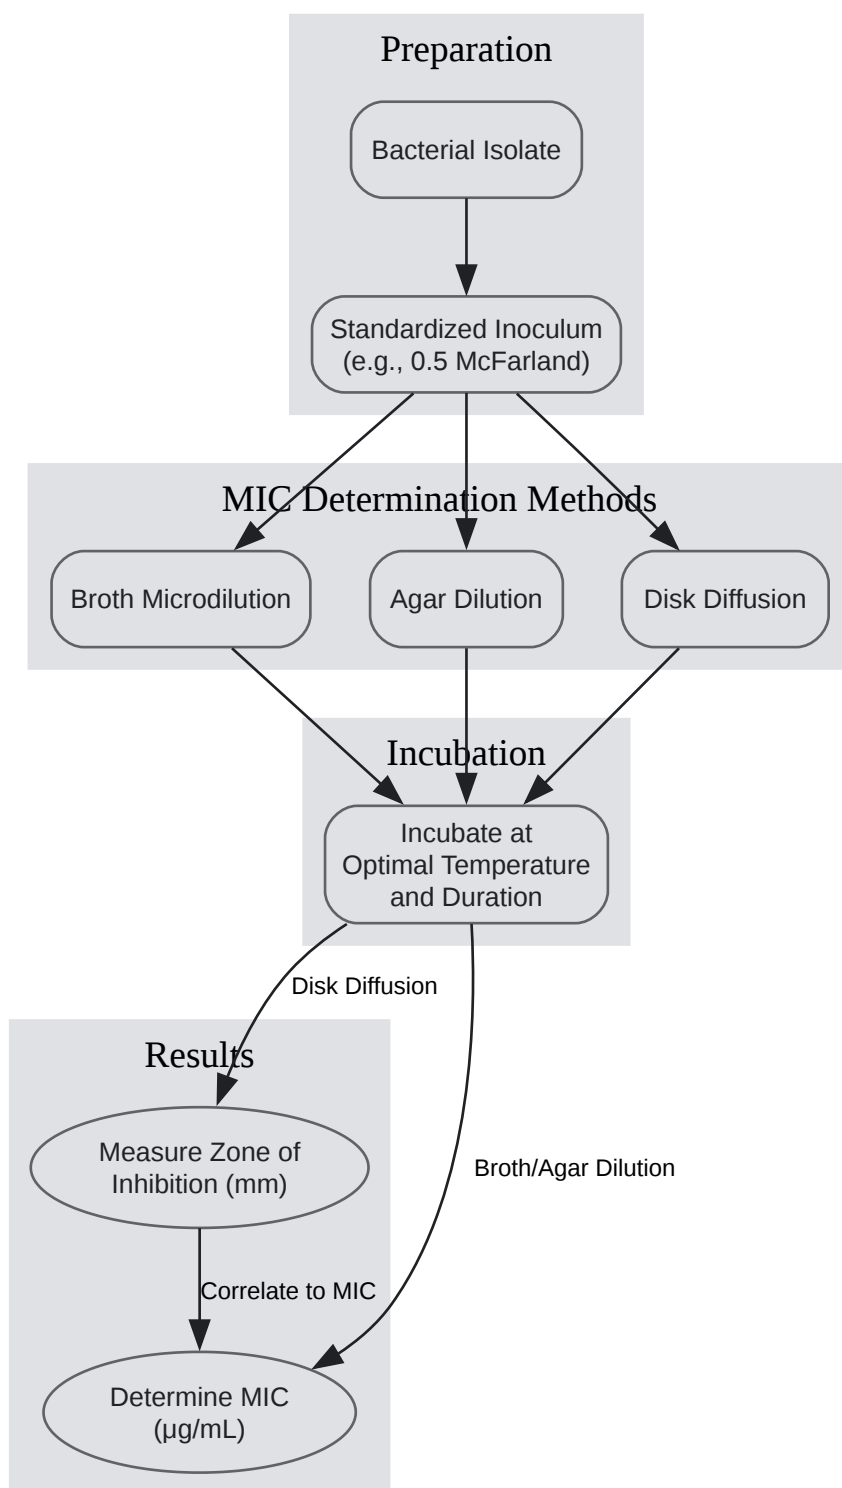 Preparation
Bacterial Isolate
Standardized Inoculum
(e.g., 0.5 McFarland)
MIC Determination Methods
Broth Microdilution
Agar Dilution
Disk Diffusion
Incubation
Incubate at
Optimal Temperature
and Duration
Disk Diffusion
Results
Measure Zone of
Inhibition (mm)
Broth/Agar Dilution
Correlate to MIC
Determine MIC
(µg/mL)